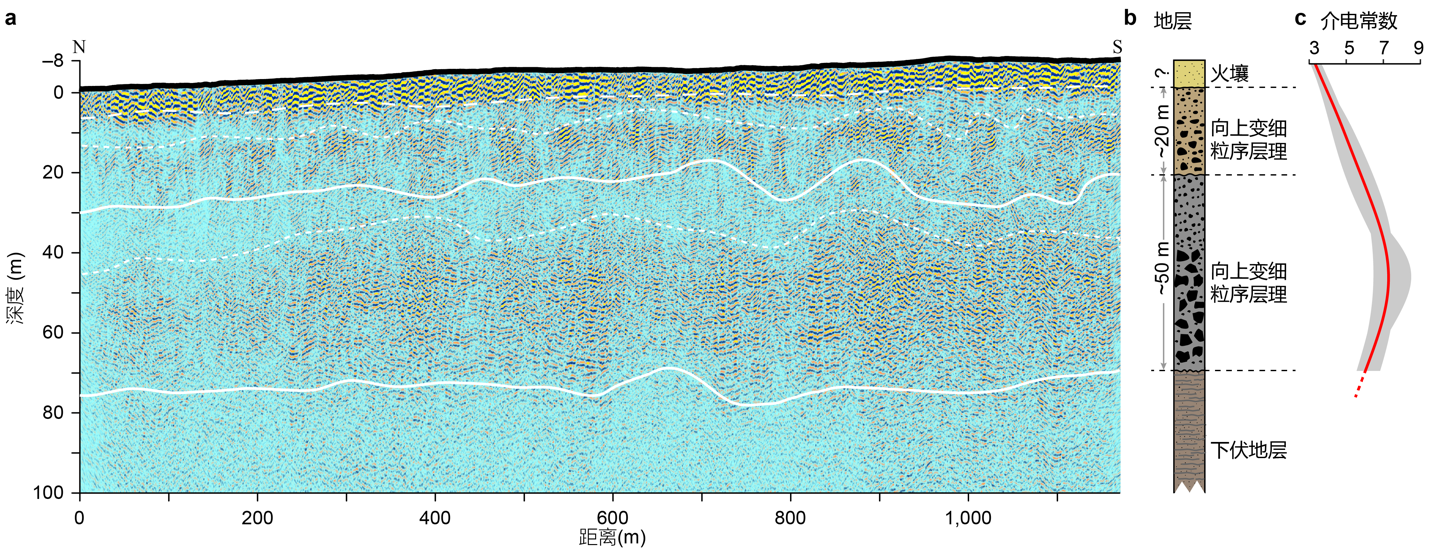 a
N
S
–8
0
20
40
60
80
100
深度 (m)
0
200
400
600
800
1,000
距离(m)
b
地层
?
~20 m
~50 m
火壤
向上变细
粒序层理
向上变细
粒序层理
下伏地层
c
介电常数
3 5 7 9